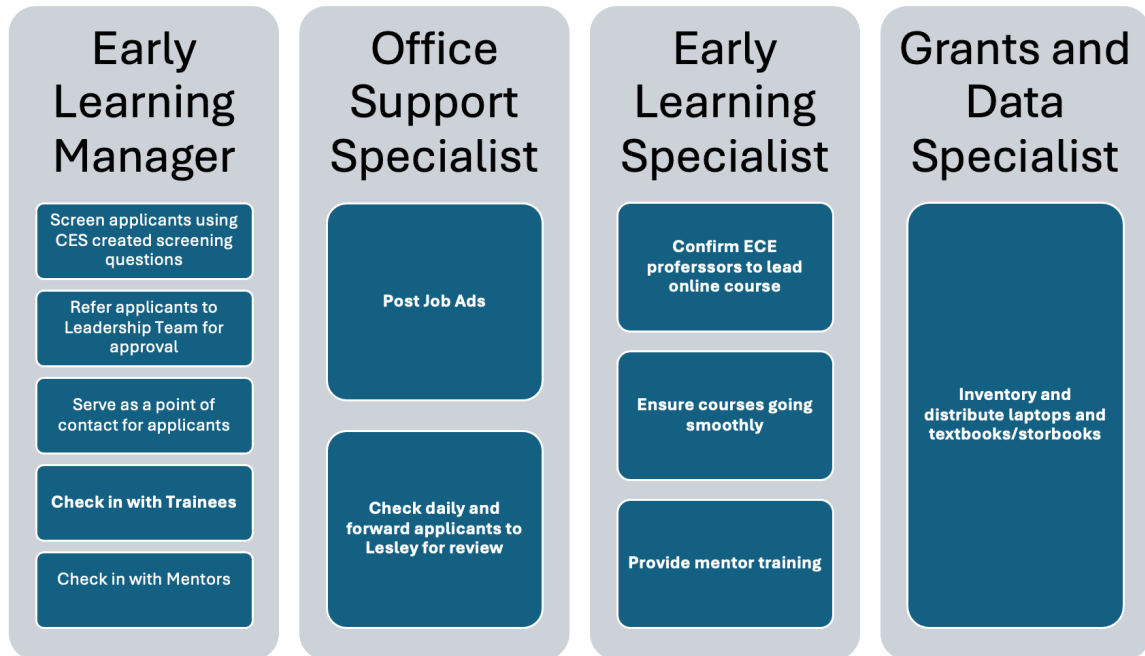 Early
Learning
Manager
Screen applicants using
CES created screening
questions
Refer applicants to
Leadership Team for
approval
Serve as a point of
contact for applicants
Check in with Trainees
Check in with Mentors
Office
Support
Specialist
Post Job Ads
Check daily and
forward applicants to
Lesley for review
Early
Learning
Specialist
Confirm ECE
proferssors to lead
online course
Ensure courses going
smoothly
Provide mentor training
Grants and
Data
Specialist
Inventory and
distribute laptops and
textbooks/storbooks